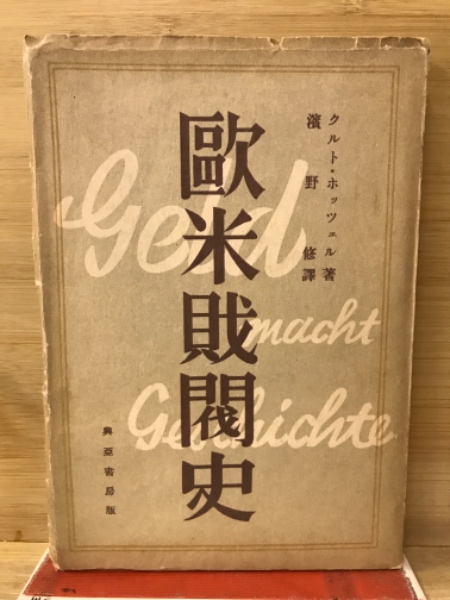 クルト・ホッツェル著
濱野修譯
歐米財閥史
Geld
macht
Geschichte
興亞書房版